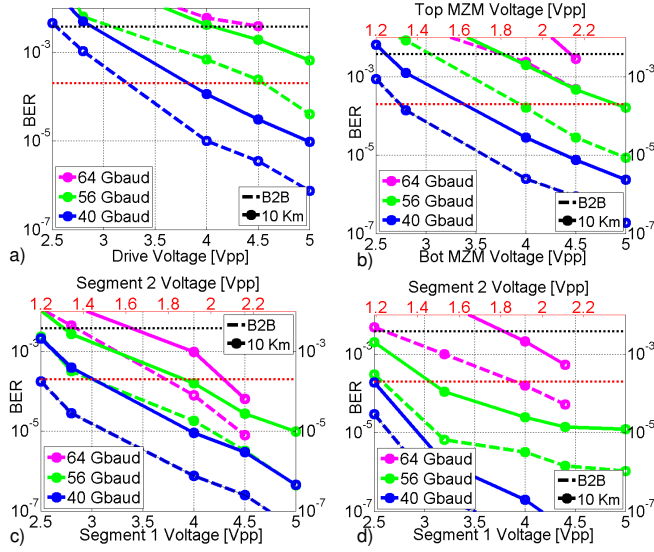 BER
10⁻³
10⁻⁵
10⁻⁷
64 Gbaud
56 Gbaud
40 Gbaud
B2B
10 Km
2.5 3 3.5 4 4.5 5
Drive Voltage [Vpp]
a)
Top MZM Voltage [Vpp]
1.2 1.4 1.6 1.8 2 2.2
BER
10⁻³
10⁻⁵
10⁻⁷
64 Gbaud
56 Gbaud
40 Gbaud
B2B
10 Km
2.5 3 3.5 4 4.5 5
Bot MZM Voltage [Vpp]
b)
Segment 2 Voltage [Vpp]
1.2 1.4 1.6 1.8 2 2.2
BER
10⁻³
10⁻⁵
10⁻⁷
B2B
10 Km
64 Gbaud
56 Gbaud
40 Gbaud
2.5 3 3.5 4 4.5 5
Segment 1 Voltage [Vpp]
c)
Segment 2 Voltage [Vpp]
1.2 1.4 1.6 1.8 2 2.2
BER
10⁻³
10⁻⁵
10⁻⁷
64 Gbaud
56 Gbaud
40 Gbaud
B2B
10 Km
2.5 3 3.5 4 4.5 5
Segment 1 Voltage [Vpp]
d)